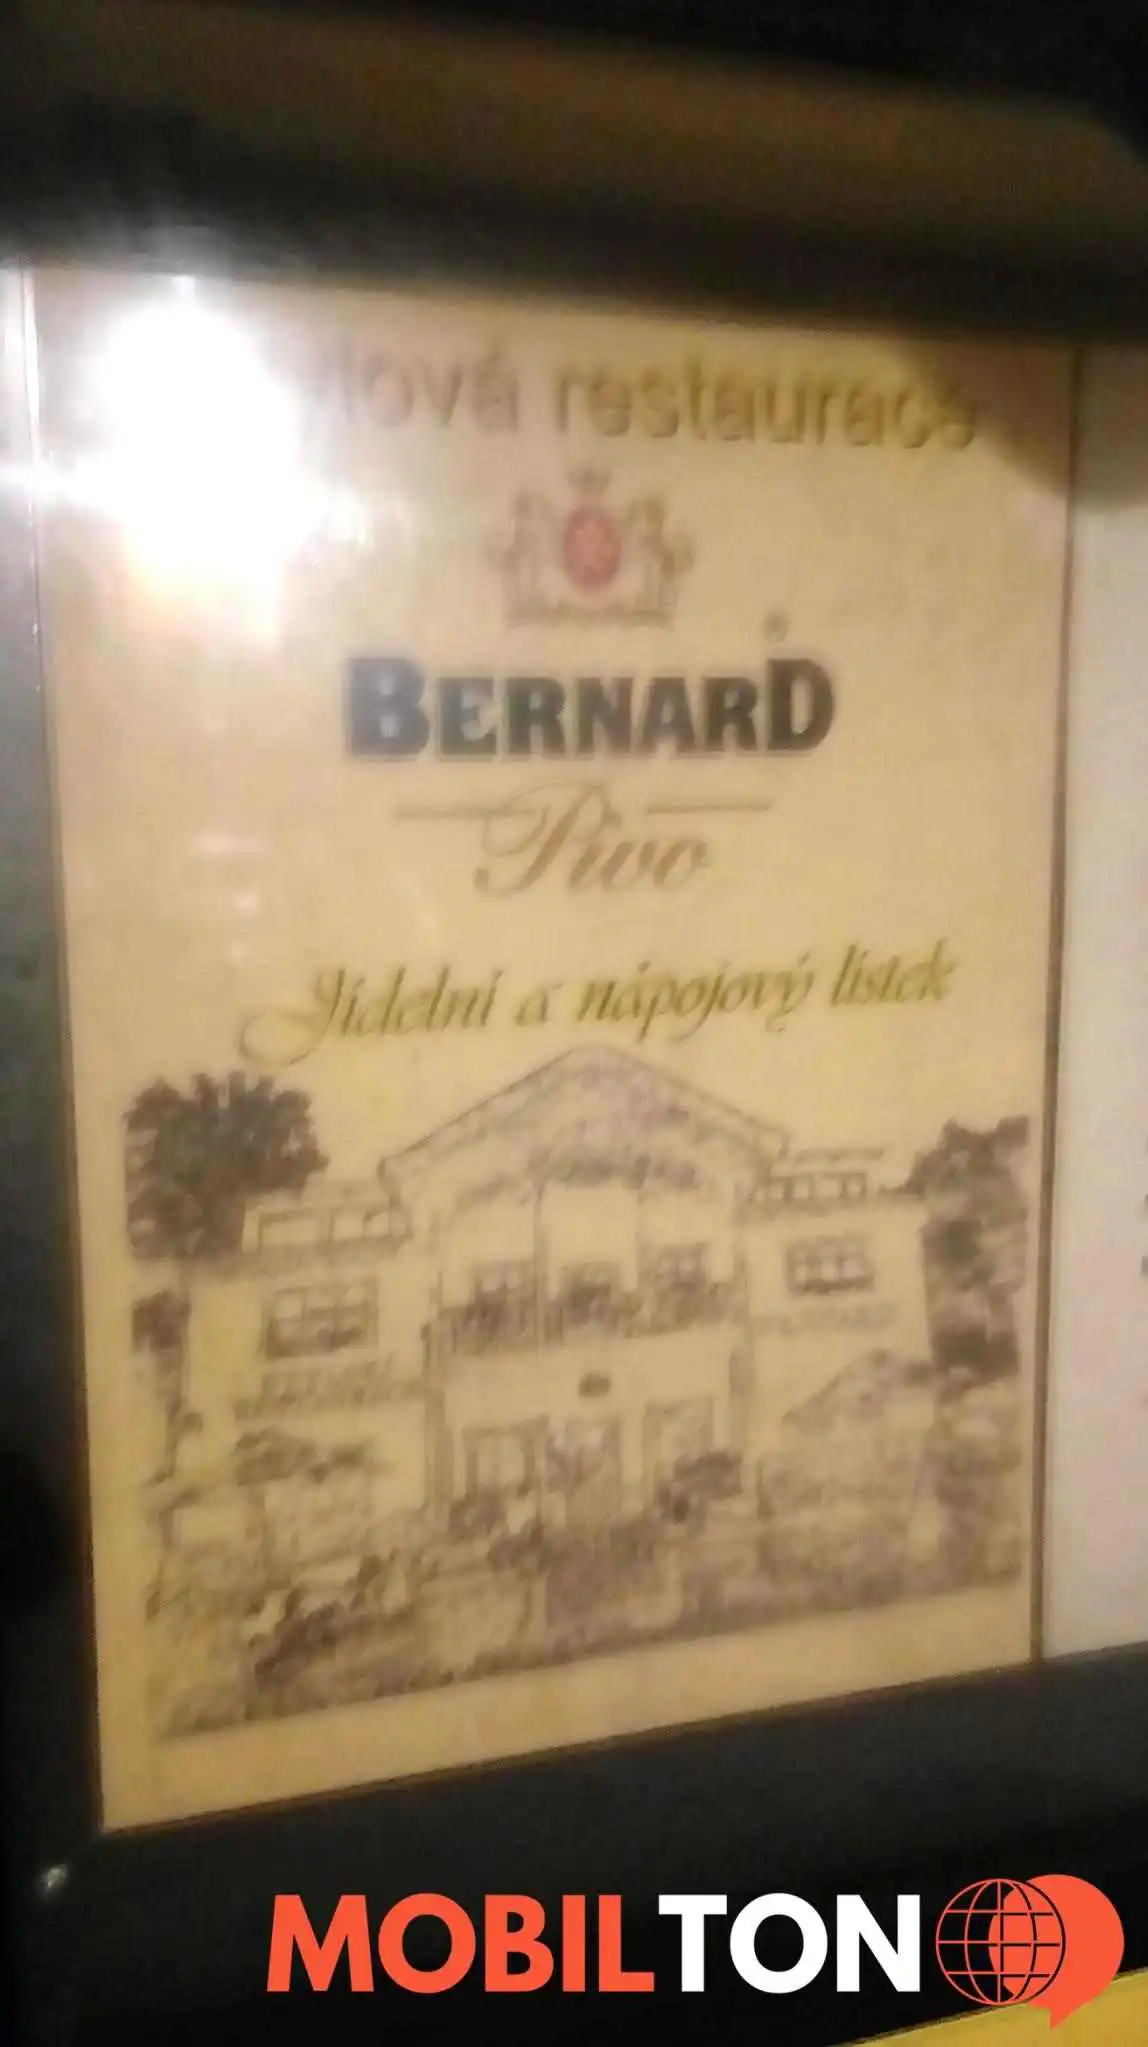 restaurace
BERNARD
Pivo
Jídelní a nápojový lístek
MOBILTON